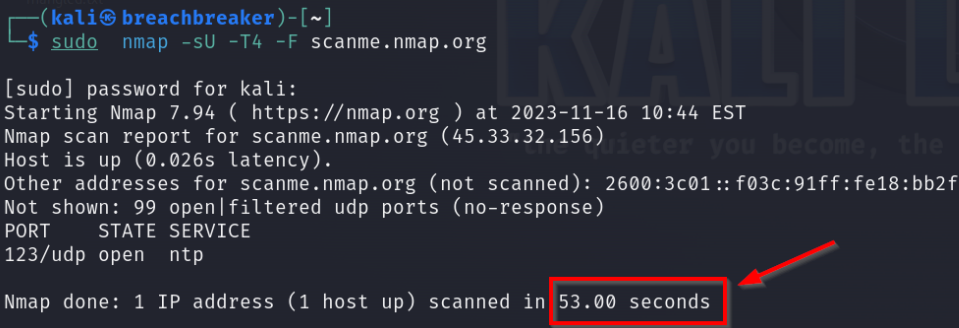 ┌──(kali㉿breachbreaker)-[~]
└─$ sudo nmap -sU -T4 -F scanme.nmap.org
[sudo] password for kali:
Starting Nmap 7.94 ( https://nmap.org ) at 2023-11-16 10:44 EST
Nmap scan report for scanme.nmap.org (45.33.32.156)
Host is up (0.026s latency).
the quieter you become, the
Other addresses for scanme.nmap.org (not scanned): 2600:3c01::f03c:91ff:fe18:bb2f
Not shown: 99 open|filtered udp ports (no-response)
PORT    STATE SERVICE
123/udp open  ntp
Nmap done: 1 IP address (1 host up) scanned in 53.00 seconds
KALI